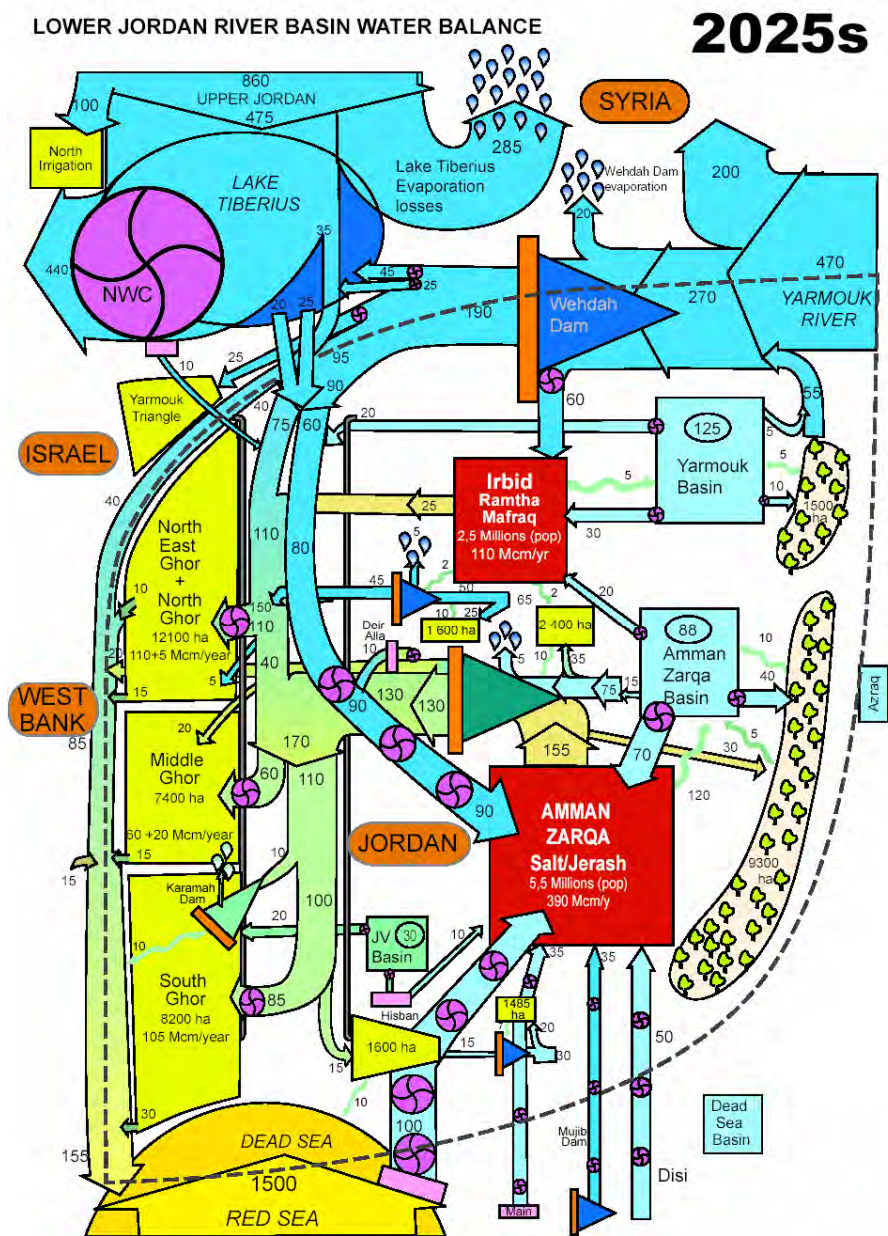 LOWER JORDAN RIVER BASIN WATER BALANCE
2025s
860
UPPER JORDAN
475
100
North
Irrigation
LAKE
TIBERIUS
Lake Tiberius
Evaporation
losses
285
SYRIA
Wehdah Dam
evaporation
20
200
470
YARMOUK
RIVER
270
440
NWC
35
45
25
20
25
190
Wehdah
Dam
10
25
95
90
40
75
60
60
20
55
Yarmouk
Triangle
ISRAEL
40
125
Yarmouk
Basin
5
5
5
10
1500
ha
30
Irbid
Ramtha
Mafraq
2,5 Millions (pop)
110 Mcm/yr
25
110
80
North
East
Ghor
+
North
Ghor
12100 ha
110+5 Mcm/year
10
20
15
150
110
40
5
5
45
2
50
65
10
25
1 600 ha
2
2 400 ha
20
Deir
Alla
10
10
35
5
75
15
88
Amman
Zarqa
Basin
10
40
5
30
Azraq
WEST
BANK
85
130
130
90
155
70
120
170
20
Middle
Ghor
7400 ha
60 +20 Mcm/year
60
110
15
15
JORDAN
90
AMMAN
ZARQA
Salt/Jerash
5,5 Millions (pop)
390 Mcm/y
9300
ha
Karamah
Dam
10
10
100
20
JV
Basin
30
10
Hisban
South
Ghor
8200 ha
105 Mcm/year
85
15
1600 ha
15
7
1485
ha
20
30
35
35
50
30
10
155
DEAD SEA
1500
RED SEA
100
Main
Mujib
Dam
Disi
Dead
Sea
Basin